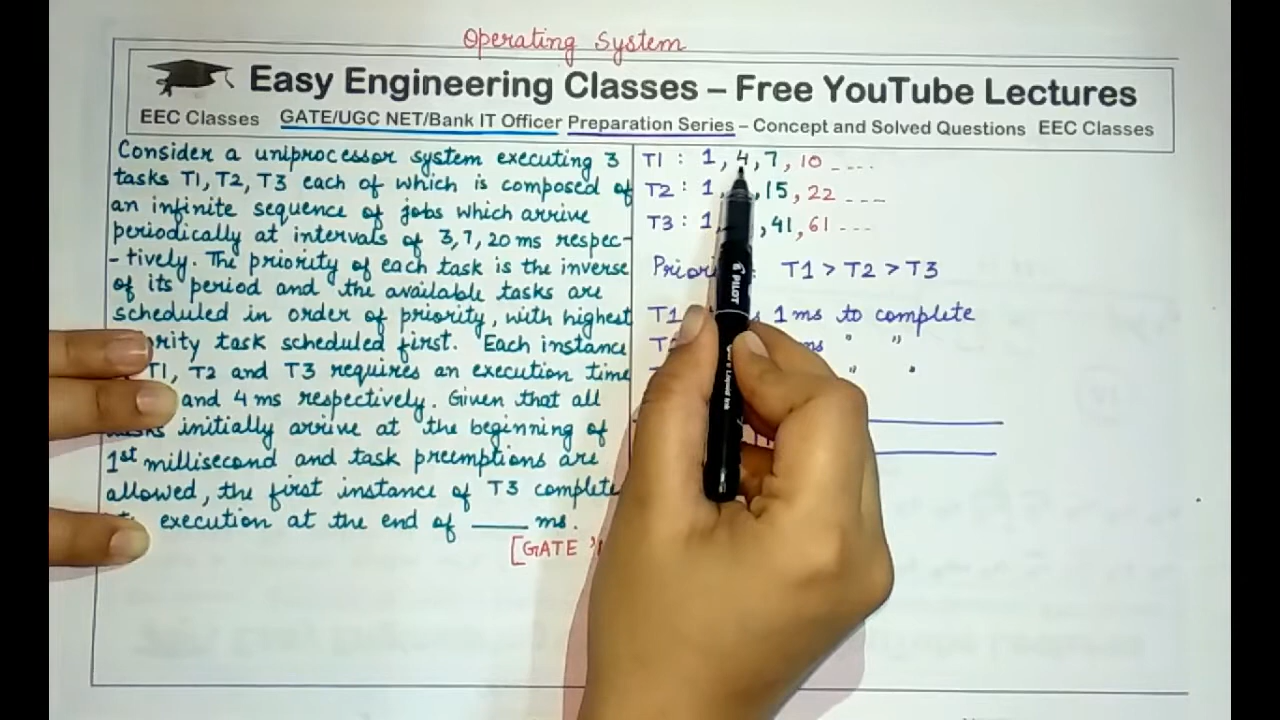 Operating System
Easy Engineering Classes – Free YouTube Lectures
EEC Classes GATE/UGC NET/Bank IT Officer Preparation Series – Concept and Solved Questions EEC Classes
Consider a uniprocessor system executing 3
tasks T1, T2, T3 each of which is composed of
an infinite sequence of jobs which arrive
periodically at intervals of 3, 7, 20 ms respec-
-tively. The priority of each task is the inverse
of its period and the available tasks are
scheduled in order of priority, with highest
task scheduled first. Each instance
T1, T2 and T3 requires an execution time
and 4 ms respectively. Given that all
initially arrive at the beginning of
1st millisecond and task preemptions are
allowed, the first instance of T3 complete
execution at the end of ____ ms.
[GATE
T1 : 1, 4, 7, 10 ----
T2 : 1, ,15, 22 ---
T3 : 1, ,41, 61 ---
: T1 > T2 > T3
T1 1 ms to complete
ms " "
" "
PILOT